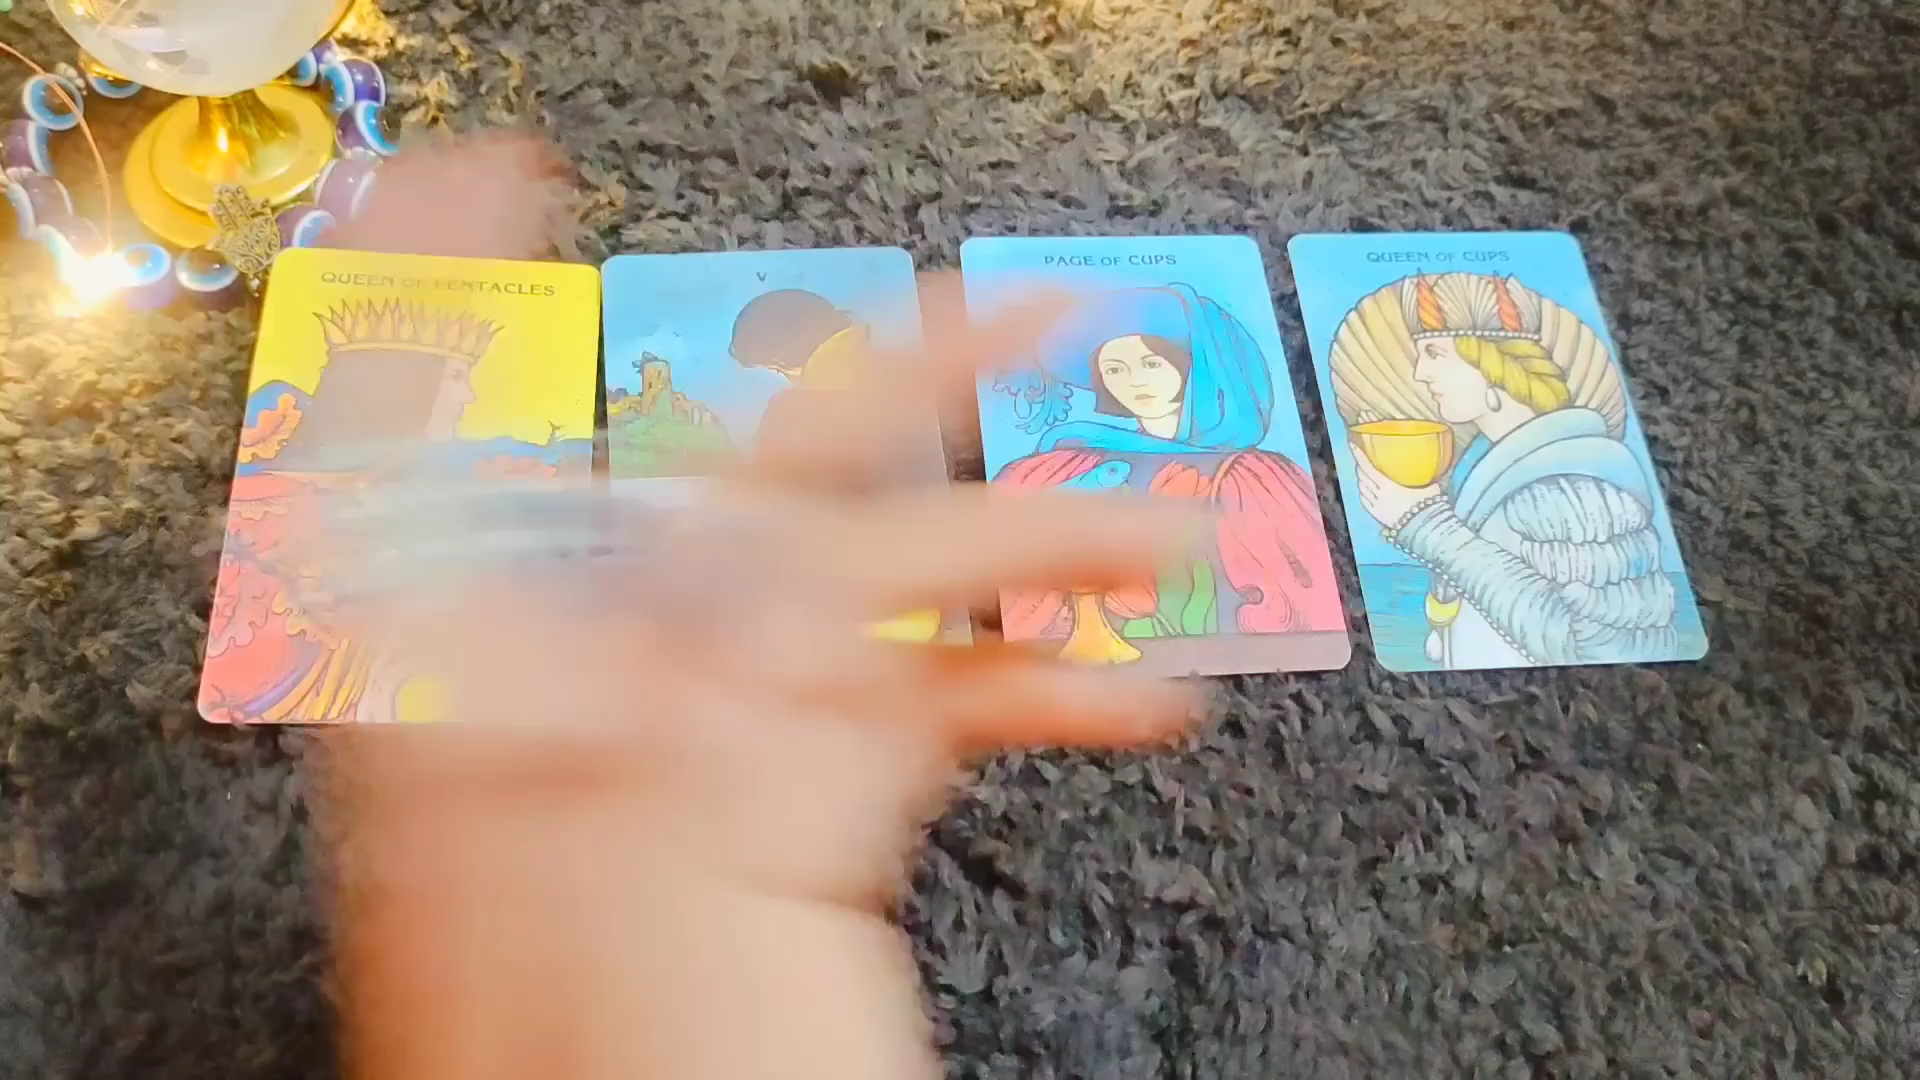 QUEEN OF PENTACLES
V
PAGE OF CUPS
QUEEN OF CUPS